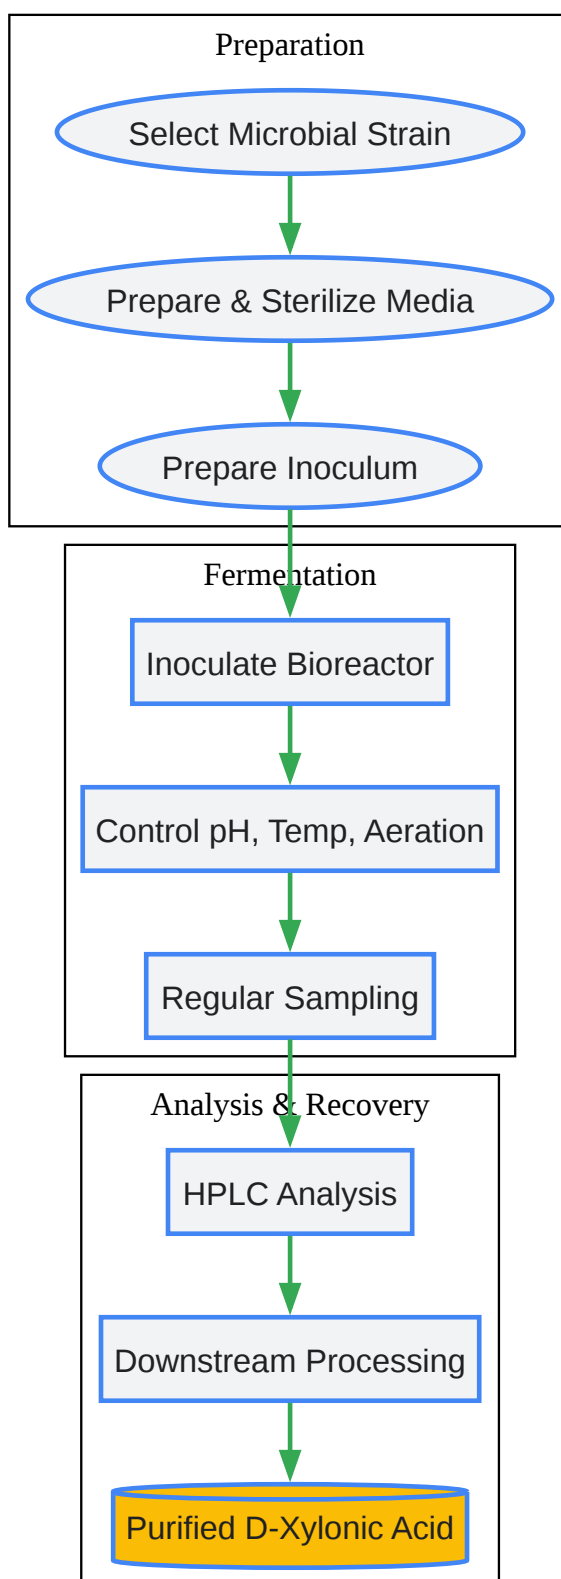 Preparation
Select Microbial Strain
Prepare & Sterilize Media
Prepare Inoculum
Fermentation
Inoculate Bioreactor
Control pH, Temp, Aeration
Regular Sampling
Analysis & Recovery
HPLC Analysis
Downstream Processing
Purified D-Xylonic Acid